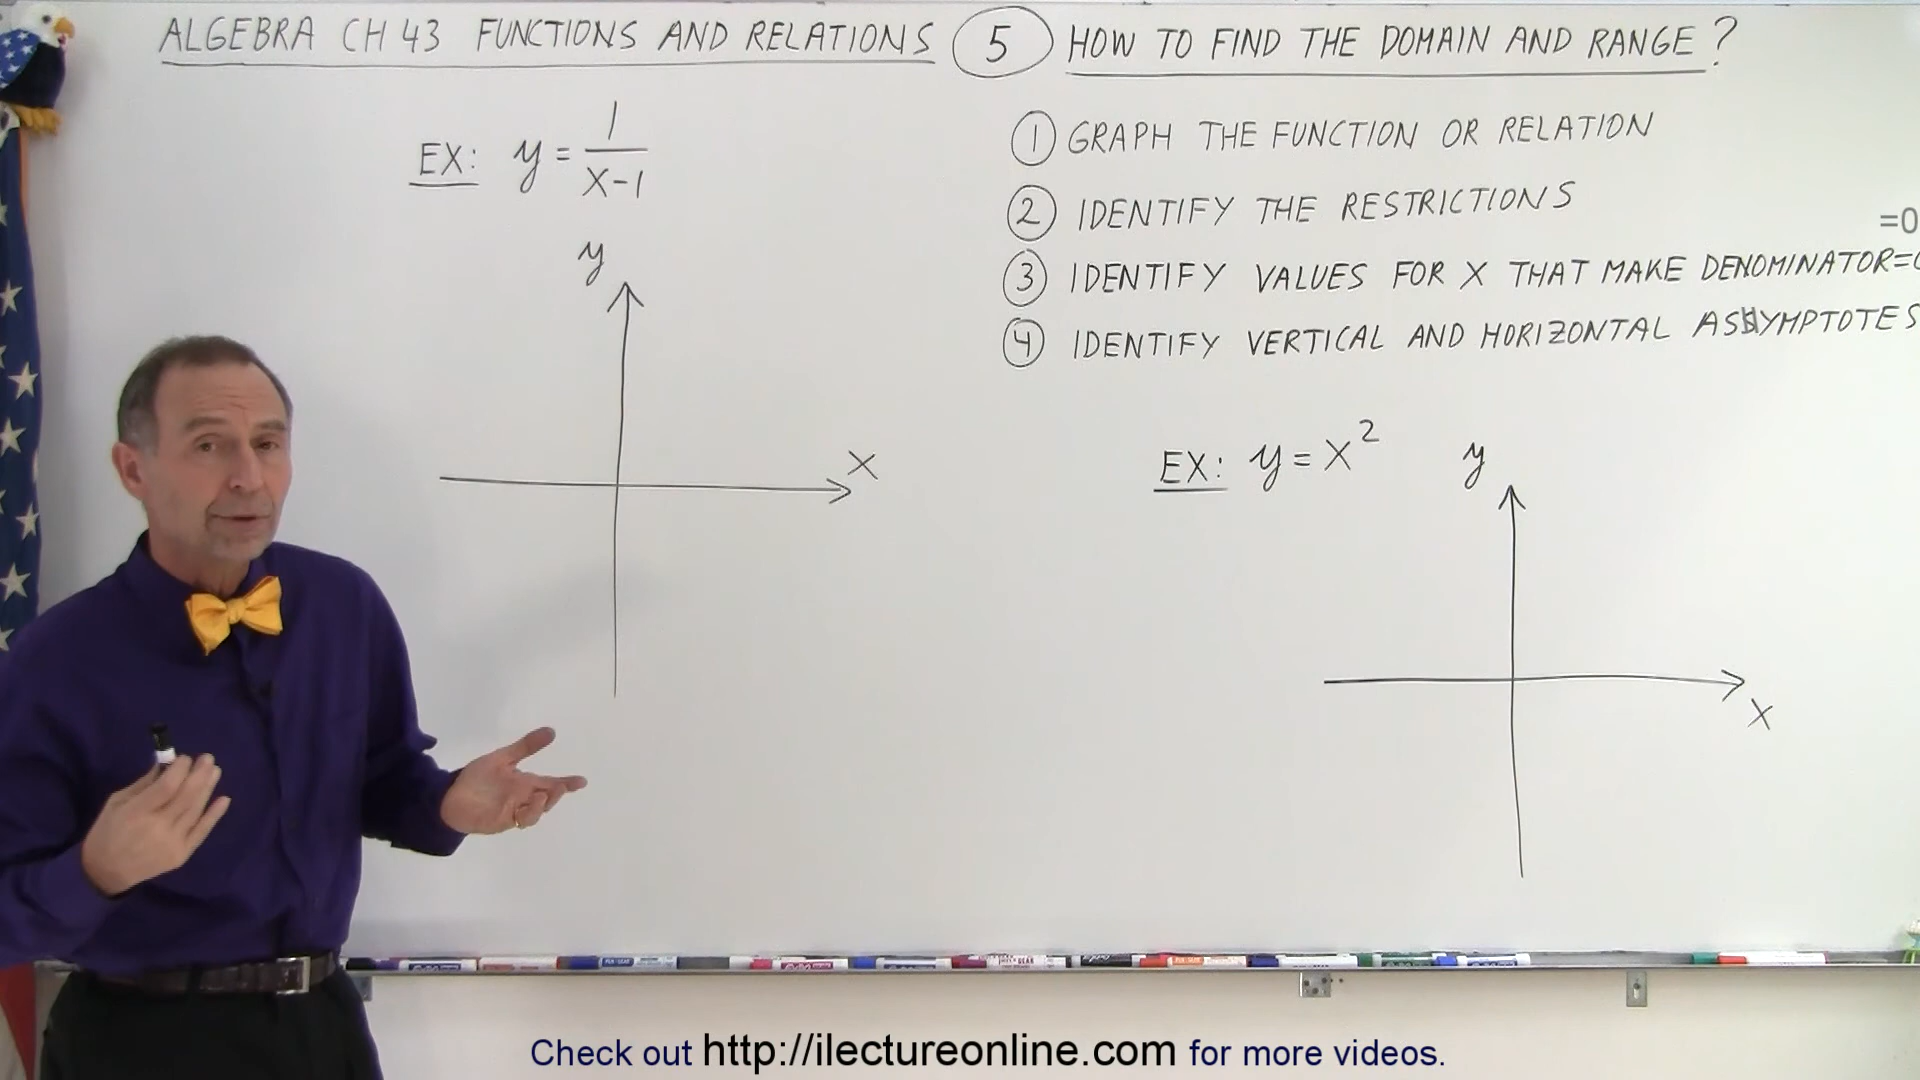 ALGEBRA CH 43 FUNCTIONS AND RELATIONS 5 HOW TO FIND THE DOMAIN AND RANGE?
EX: y = 1/(x-1)
y
x
1 GRAPH THE FUNCTION OR RELATION
2 IDENTIFY THE RESTRICTIONS
=0
3 IDENTIFY VALUES FOR X THAT MAKE DENOMINATOR=0
4 IDENTIFY VERTICAL AND HORIZONTAL ASYMPTOTES
EX: y = x²
y
x
Check out http://ilectureonline.com for more videos.